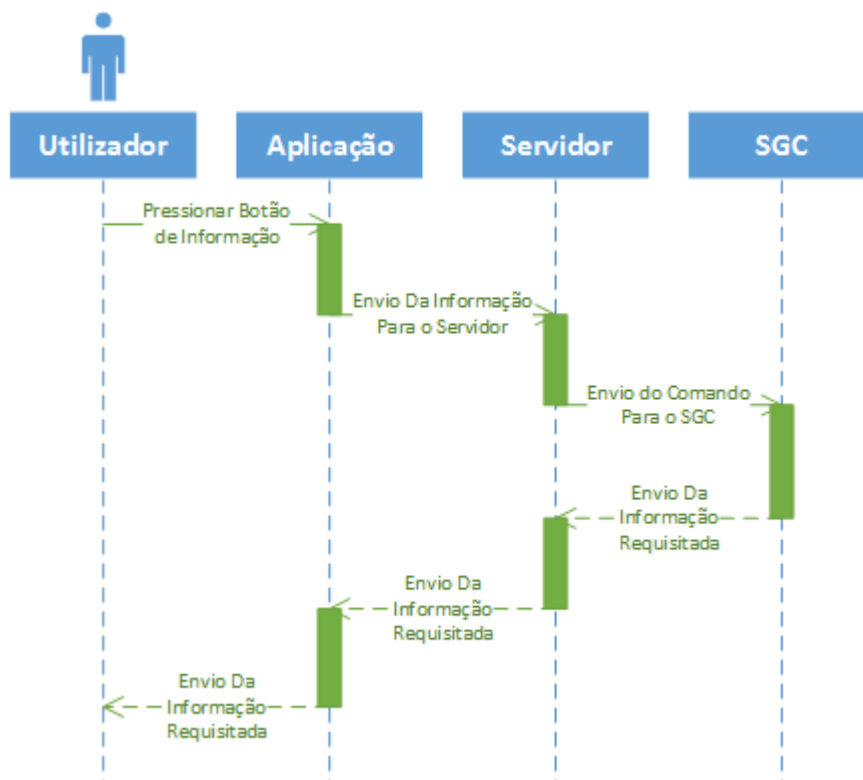 Utilizador
Aplicação
Servidor
SGC
Pressionar Botão
de Informação
Envio Da Informação
Para o Servidor
Envio do Comando
Para o SGC
Envio Da
Informação
Requisitada
Envio Da
Informação
Requisitada
Envio Da
Informação
Requisitada